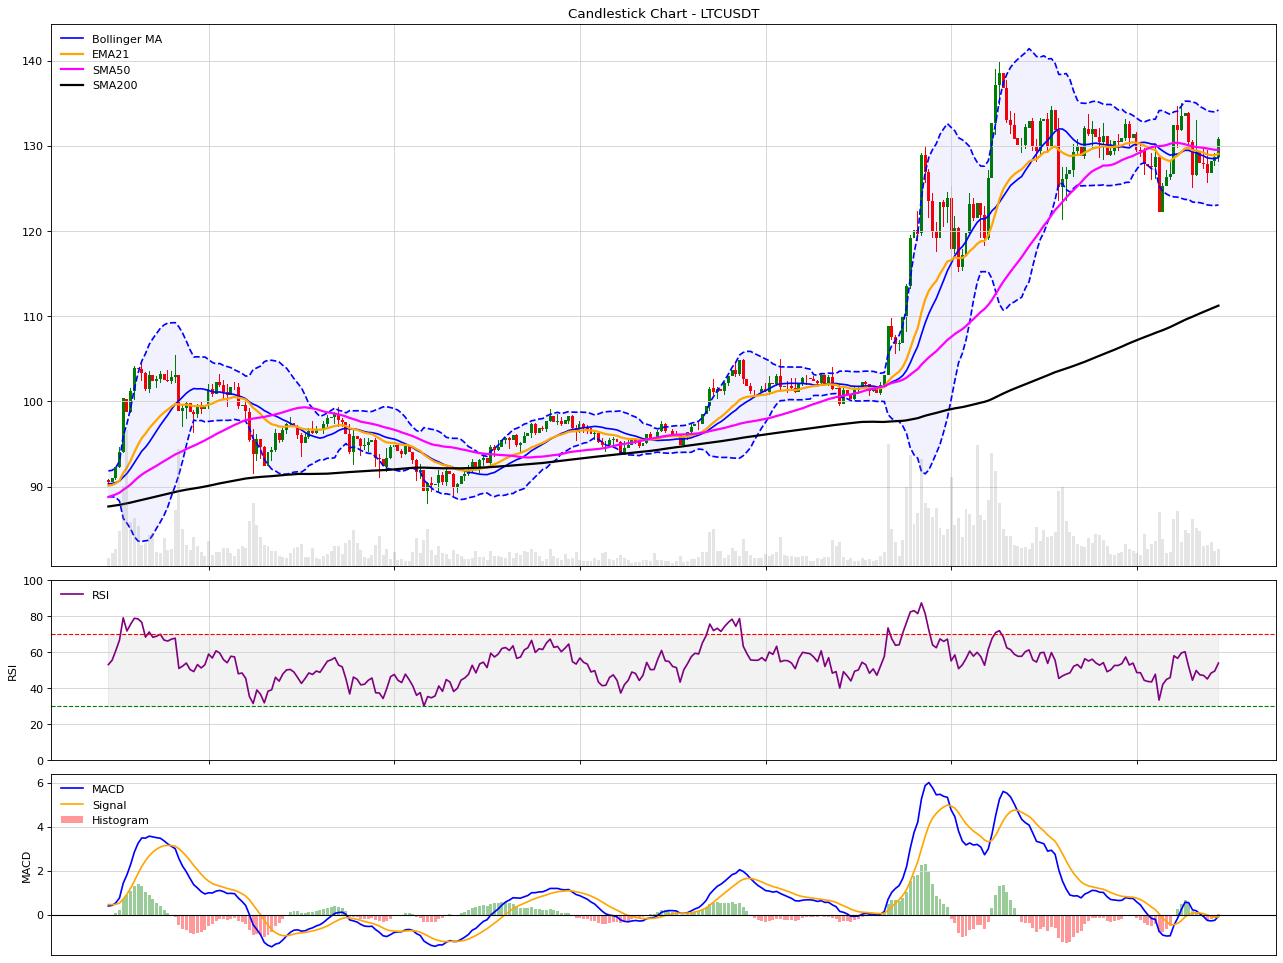 Candlestick Chart - LTCUSDT
Bollinger MA
EMA21
SMA50
SMA200
140
130
120
110
100
90
RSI
100
80
60
40
20
0
RSI
MACD
Signal
Histogram
6
4
2
0
MACD